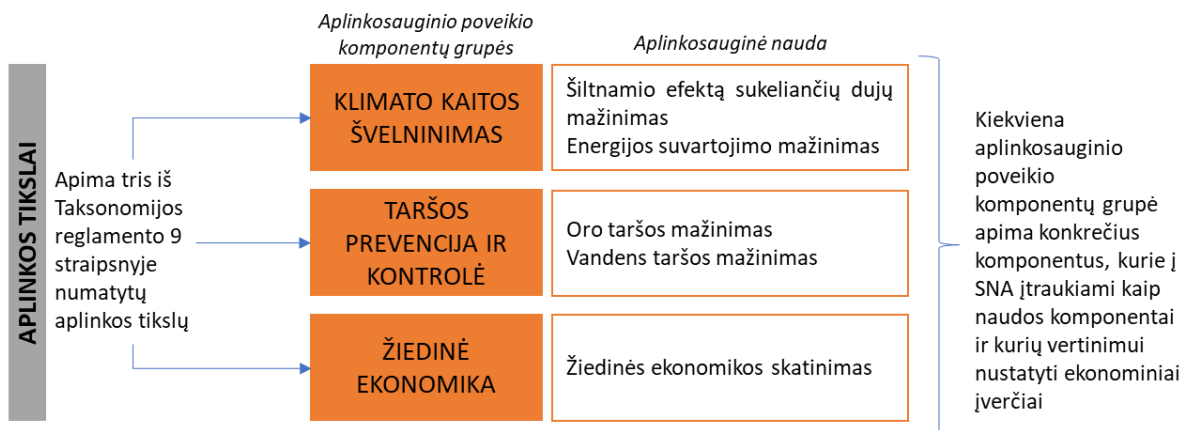 Aplinkosauginio poveikio
komponentų grupės
Aplinkosauginė nauda
APLINKOS TIKSLAI
Apima tris iš
Taksonomijos
reglamento 9
straipsnyje
numatytų
aplinkos tikslų
KLIMATO KAITOS
ŠVELNINIMAS
Šiltnamio efektą sukeliančių dujų
mažinimas
Energijos suvartojimo mažinimas
TARŠOS
PREVENCIJA IR
KONTROLĖ
Oro taršos mažinimas
Vandens taršos mažinimas
ŽIEDINĖ
EKONOMIKA
Žiedinės ekonomikos skatinimas
Kiekviena
aplinkosauginio
poveikio
komponentų grupė
apima konkrečius
komponentus, kurie į
SNA įtraukiami kaip
naudos komponentai
ir kurių vertinimui
nustatyti ekonominiai
įverčiai